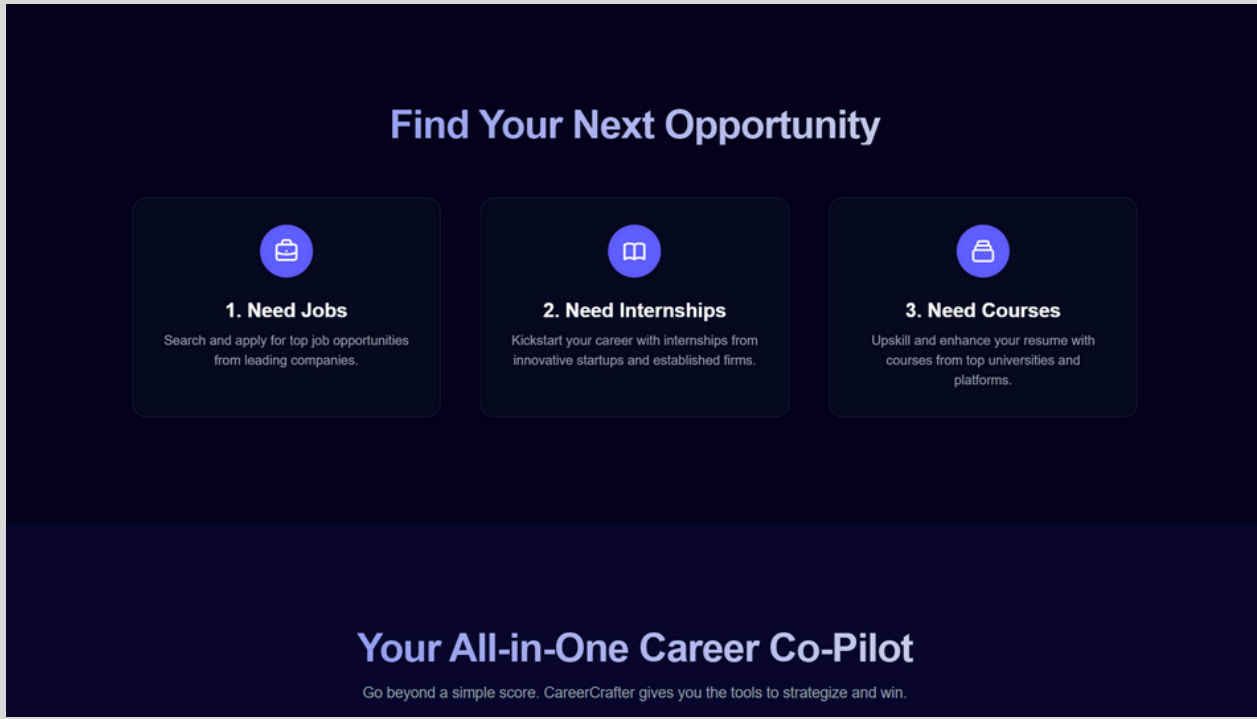 Find Your Next Opportunity
1. Need Jobs
Search and apply for top job opportunities
from leading companies.
2. Need Internships
Kickstart your career with internships from
innovative startups and established firms.
3. Need Courses
Upskill and enhance your resume with
courses from top universities and
platforms.
Your All-in-One Career Co-Pilot
Go beyond a simple score. CareerCrafter gives you the tools to strategize and win.